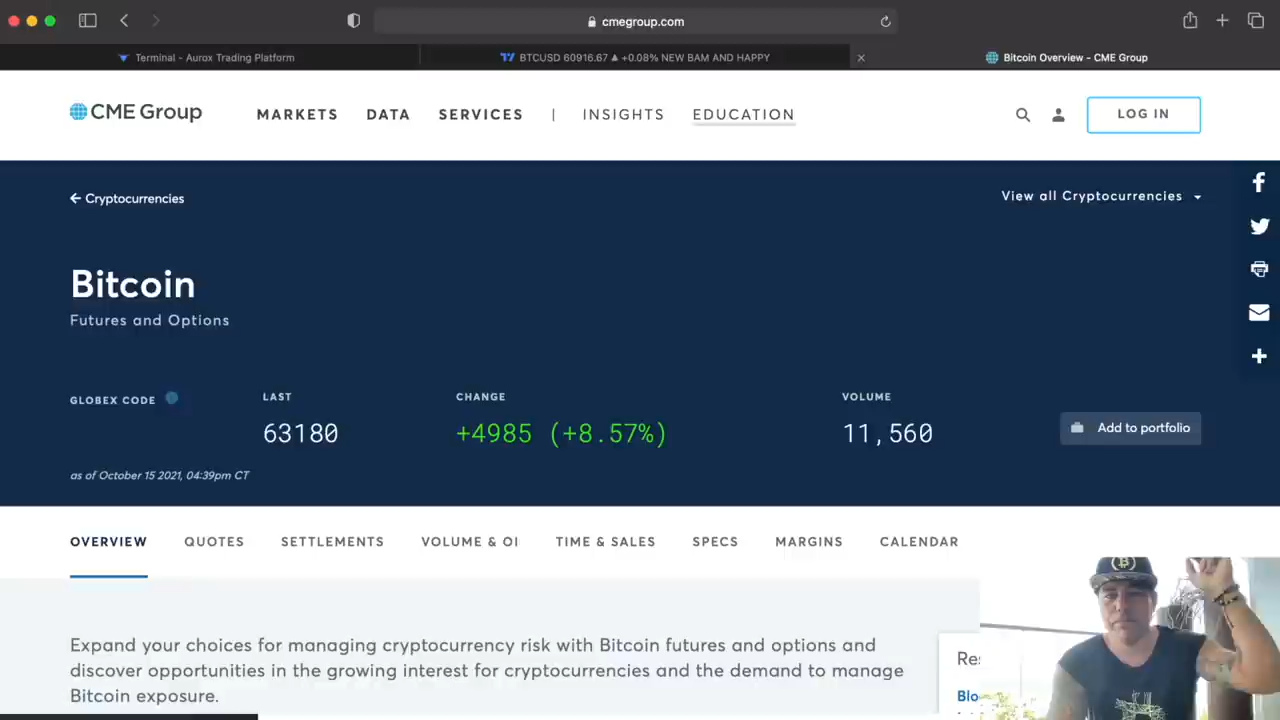 cmegroup.com
Terminal - Aurox Trading Platform
BTCUSD 60916.67 ▲ +0.08% NEW BAM AND HAPPY
Bitcoin Overview - CME Group
CME Group
MARKETS DATA SERVICES | INSIGHTS EDUCATION
LOG IN
Cryptocurrencies
View all Cryptocurrencies
Bitcoin
Futures and Options
GLOBEX CODE
LAST
63180
CHANGE
+4985 (+8.57%)
VOLUME
11,560
Add to portfolio
as of October 15 2021, 04:39pm CT
OVERVIEW QUOTES SETTLEMENTS VOLUME & OI TIME & SALES SPECS MARGINS CALENDAR
Expand your choices for managing cryptocurrency risk with Bitcoin futures and options and
discover opportunities in the growing interest for cryptocurrencies and the demand to manage
Bitcoin exposure.
Res
Blo